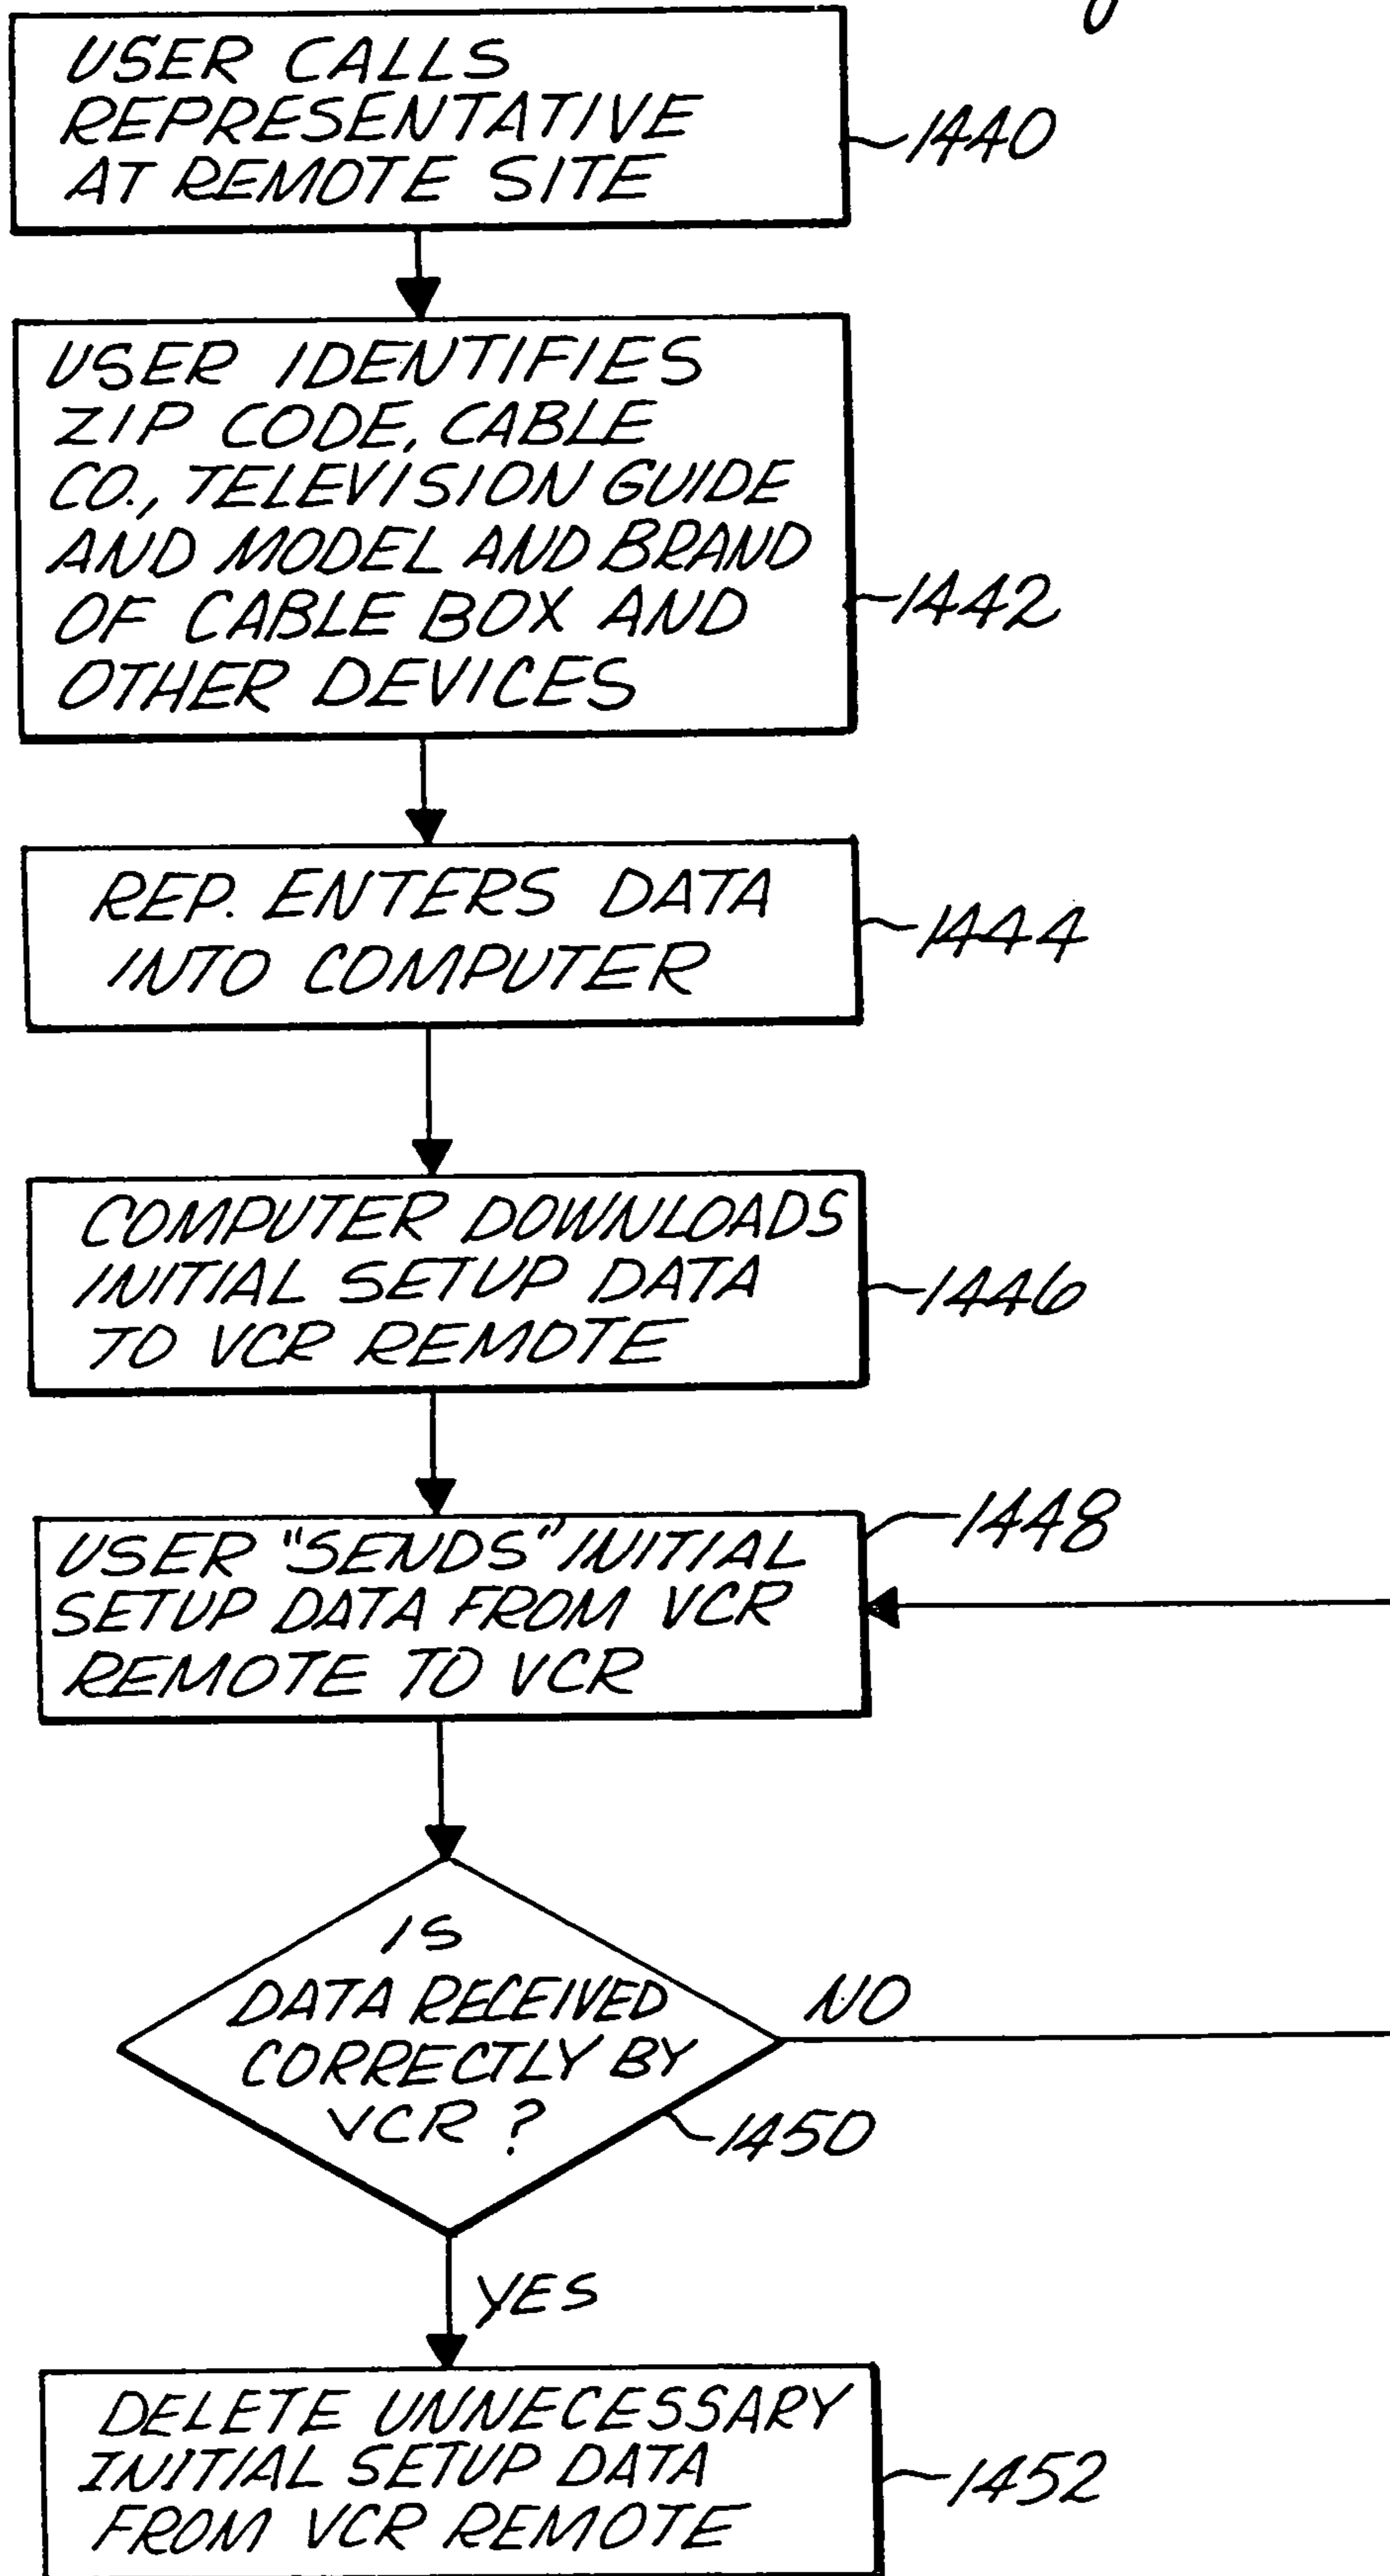 USER CALLS
REPRESENTATIVE
AT REMOTE SITE
1440
USER IDENTIFIES
ZIP CODE, CABLE
CO., TELEVISION GUIDE
AND MODEL AND BRAND
OF CABLE BOX AND
OTHER DEVICES
1442
REP. ENTERS DATA
INTO COMPUTER
1444
COMPUTER DOWNLOADS
INITIAL SETUP DATA
TO VCR REMOTE
1446
USER "SENDS" INITIAL
SETUP DATA FROM VCR
REMOTE TO VCR
1448
IS
DATA RECEIVED
CORRECTLY BY
VCR ?
NO
1450
YES
DELETE UNNECESSARY
INITIAL SETUP DATA
FROM VCR REMOTE
1452